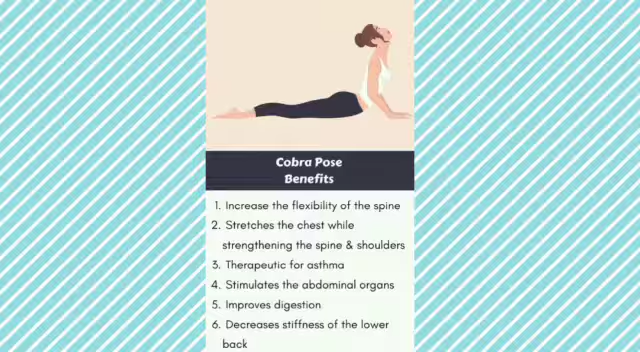 Cobra Pose
Benefits
1. Increase the flexibility of the spine
2. Stretches the chest while
strengthening the spine & shoulders
3. Therapeutic for asthma
4. Stimulates the abdominal organs
5. Improves digestion
6. Decreases stiffness of the lower
back